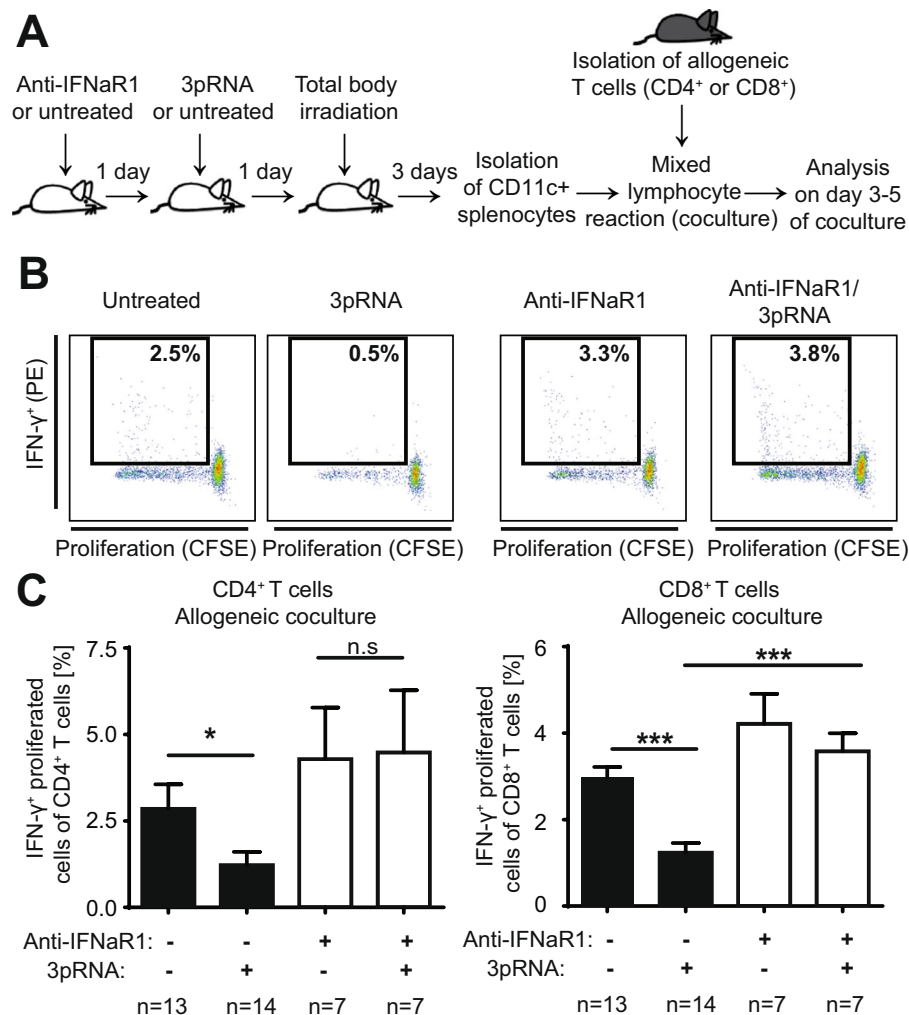 A
Anti-IFNaR1
or untreated
3pRNA
or untreated
Total body
irradiation
Isolation of allogeneic
T cells (CD4⁺ or CD8⁺)
1 day
1 day
3 days
Isolation
of CD11c+
splenocytes
Mixed
lymphocyte
reaction (coculture)
Analysis
on day 3-5
of coculture
B
Untreated
3pRNA
Anti-IFNaR1
Anti-IFNaR1/
3pRNA
IFN-γ⁺ (PE)
2.5%
0.5%
3.3%
3.8%
Proliferation (CFSE)
Proliferation (CFSE)
Proliferation (CFSE)
Proliferation (CFSE)
C
CD4⁺ T cells
Allogeneic coculture
IFN-γ⁺ proliferated
cells of CD4⁺ T cells [%]
7.5
5.0
2.5
0.0
*
n.s
Anti-IFNaR1: - - + +
3pRNA: - + - +
n=13 n=14 n=7 n=7
CD8⁺ T cells
Allogeneic coculture
IFN-γ⁺ proliferated
cells of CD8⁺ T cells [%]
6
4
2
0
***
***
Anti-IFNaR1: - - + +
3pRNA: - + - +
n=13 n=14 n=7 n=7